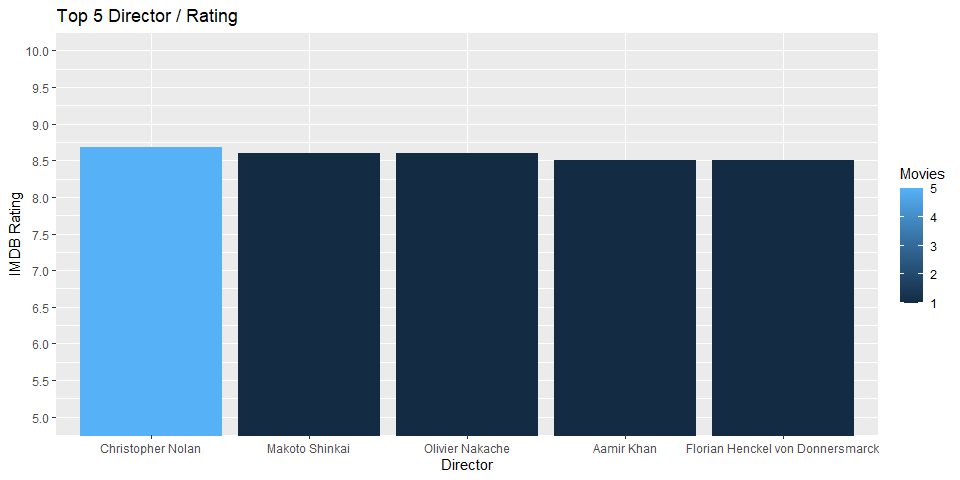 Top 5 Director / Rating
IMDB Rating
10.0
9.5
9.0
8.5
8.0
7.5
7.0
6.5
6.0
5.5
5.0
Christopher Nolan
Makoto Shinkai
Olivier Nakache
Aamir Khan
Florian Henckel von Donnersmarck
Director
Movies
5
4
3
2
1